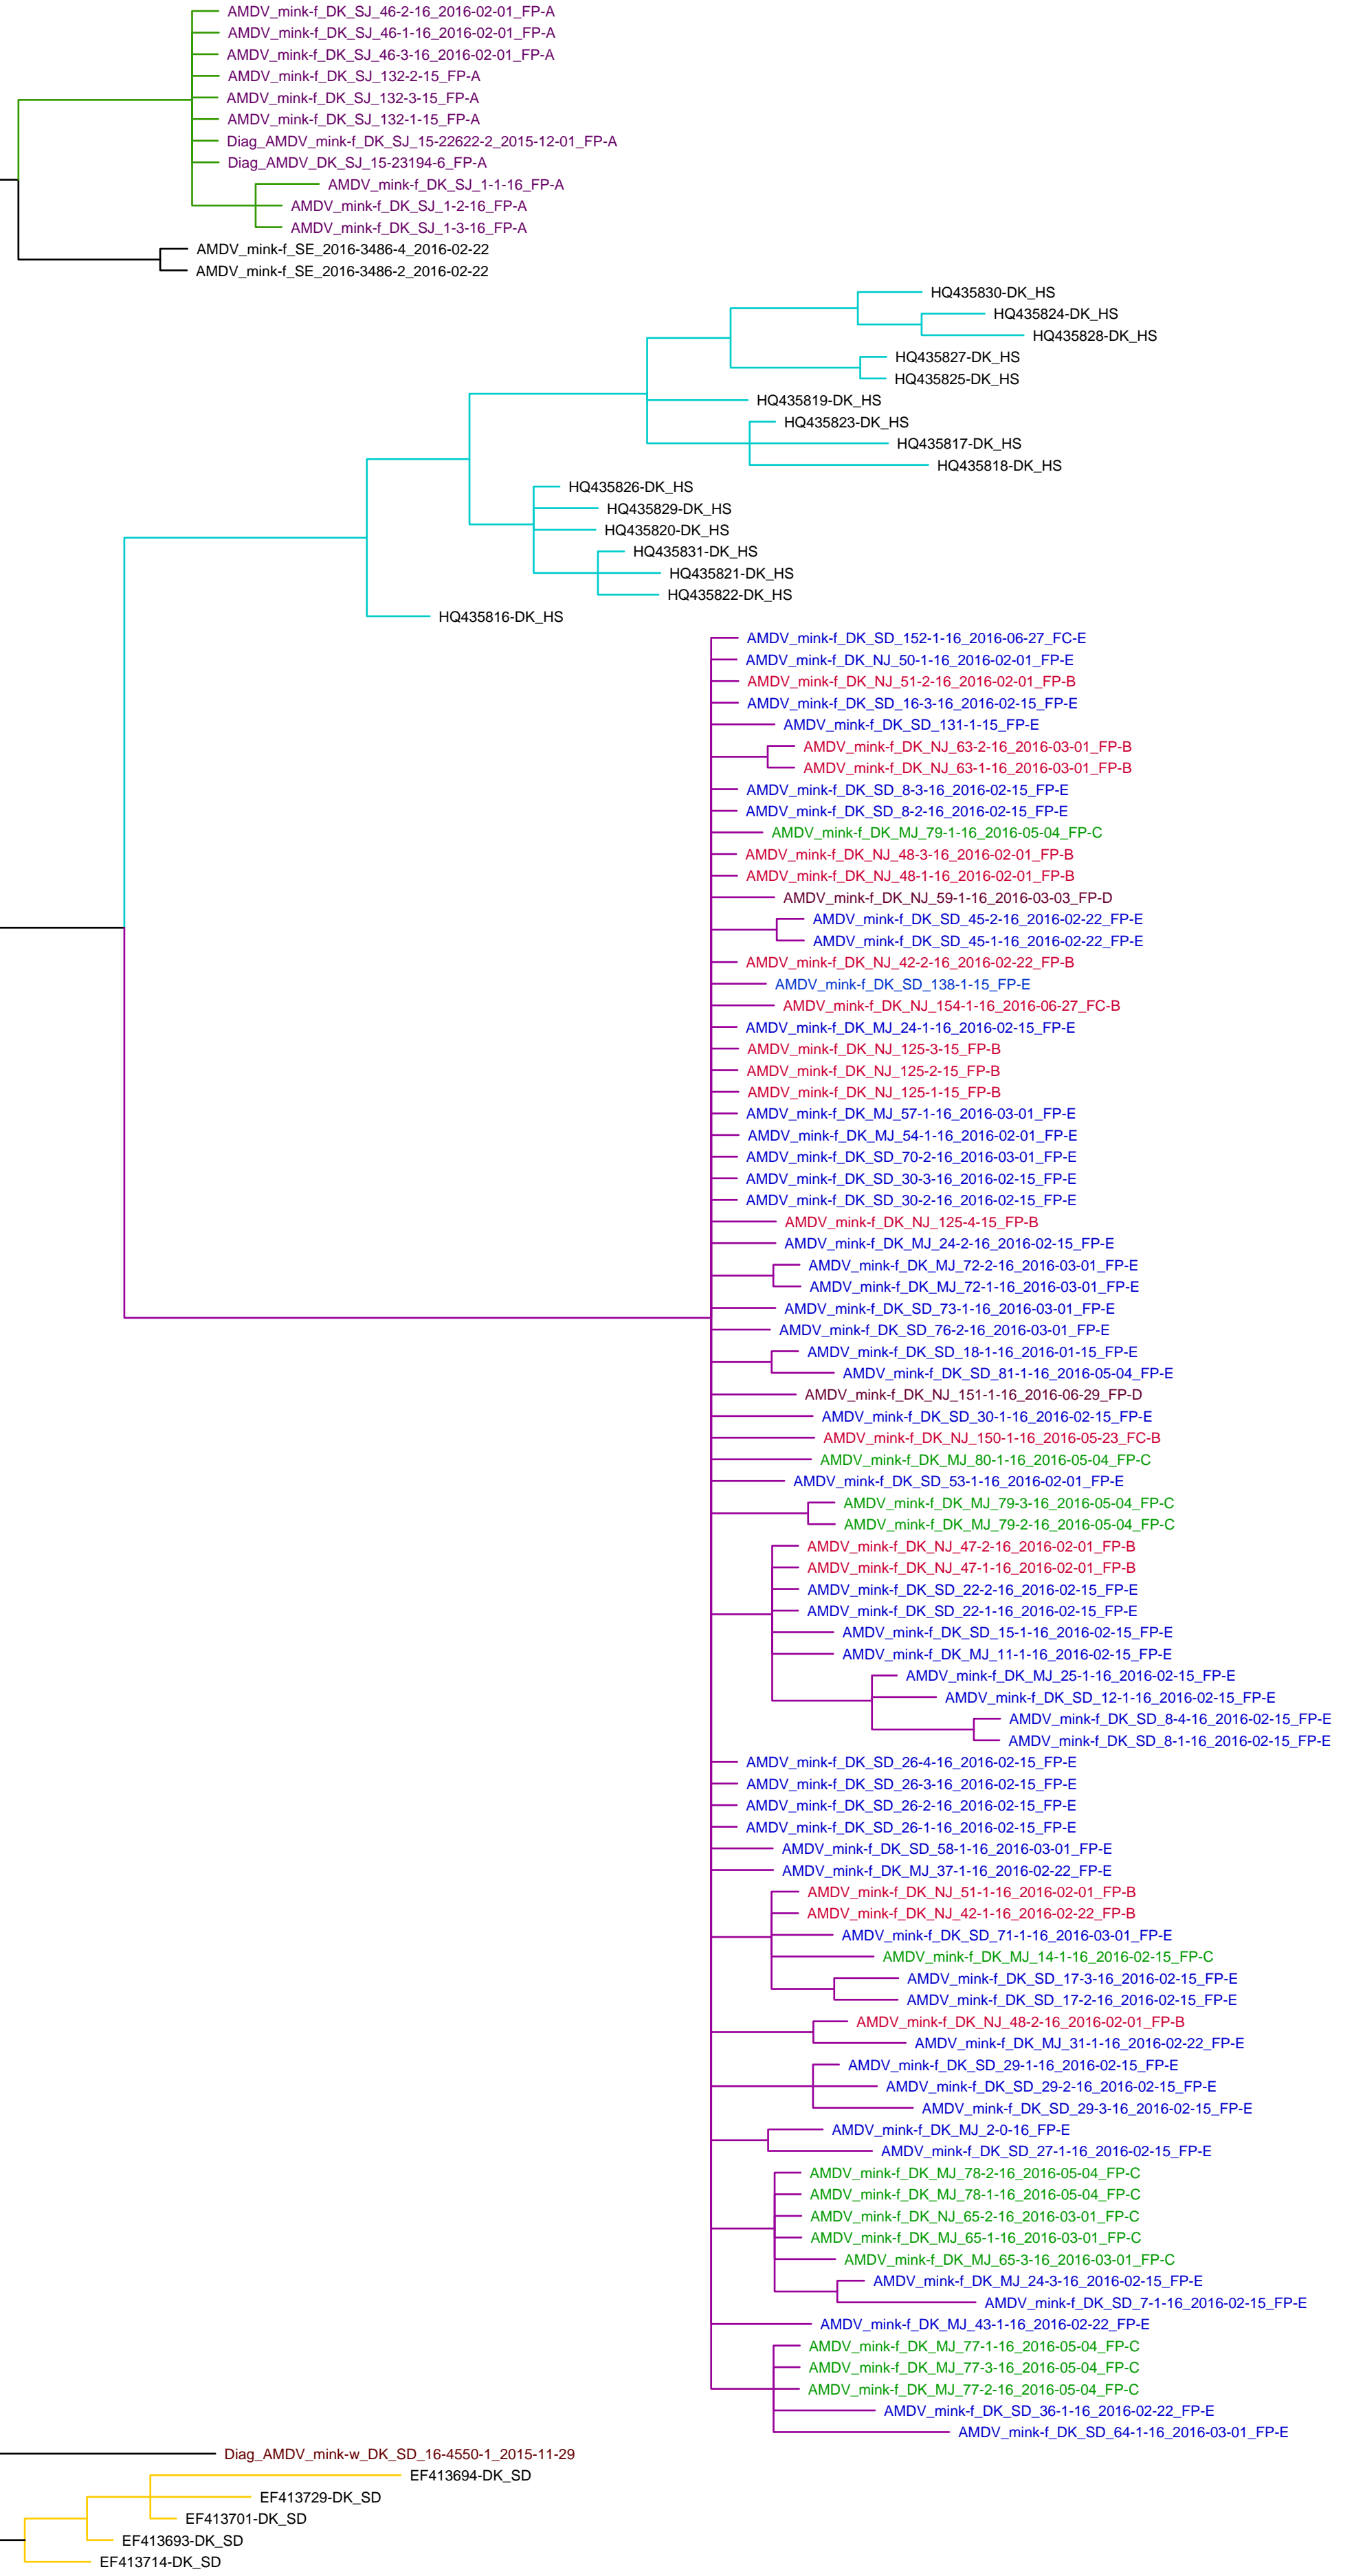 AMDV_mink-f_DK_SJ_46-2-16_2016-02-01_FP-A
AMDV_mink-f_DK_SJ_46-1-16_2016-02-01_FP-A
AMDV_mink-f_DK_SJ_46-3-16_2016-02-01_FP-A
AMDV_mink-f_DK_SJ_132-2-15_FP-A
AMDV_mink-f_DK_SJ_132-3-15_FP-A
AMDV_mink-f_DK_SJ_132-1-15_FP-A
Diag_AMDV_mink-f_DK_SJ_15-22622-2_2015-12-01_FP-A
Diag_AMDV_DK_SJ_15-23194-6_FP-A
AMDV_mink-f_DK_SJ_1-1-16_FP-A
AMDV_mink-f_DK_SJ_1-2-16_FP-A
AMDV_mink-f_DK_SJ_1-3-16_FP-A
AMDV_mink-f_SE_2016-3486-4_2016-02-22
AMDV_mink-f_SE_2016-3486-2_2016-02-22
HQ435830-DK_HS
HQ435824-DK_HS
HQ435828-DK_HS
HQ435827-DK_HS
HQ435825-DK_HS
HQ435819-DK_HS
HQ435823-DK_HS
HQ435817-DK_HS
HQ435818-DK_HS
HQ435826-DK_HS
HQ435829-DK_HS
HQ435820-DK_HS
HQ435831-DK_HS
HQ435821-DK_HS
HQ435822-DK_HS
HQ435816-DK_HS
AMDV_mink-f_DK_SD_152-1-16_2016-06-27_FC-E
AMDV_mink-f_DK_NJ_50-1-16_2016-02-01_FP-E
AMDV_mink-f_DK_NJ_51-2-16_2016-02-01_FP-B
AMDV_mink-f_DK_SD_16-3-16_2016-02-15_FP-E
AMDV_mink-f_DK_SD_131-1-15_FP-E
AMDV_mink-f_DK_NJ_63-2-16_2016-03-01_FP-B
AMDV_mink-f_DK_NJ_63-1-16_2016-03-01_FP-B
AMDV_mink-f_DK_SD_8-3-16_2016-02-15_FP-E
AMDV_mink-f_DK_SD_8-2-16_2016-02-15_FP-E
AMDV_mink-f_DK_MJ_79-1-16_2016-05-04_FP-C
AMDV_mink-f_DK_NJ_48-3-16_2016-02-01_FP-B
AMDV_mink-f_DK_NJ_48-1-16_2016-02-01_FP-B
AMDV_mink-f_DK_NJ_59-1-16_2016-03-03_FP-D
AMDV_mink-f_DK_SD_45-2-16_2016-02-22_FP-E
AMDV_mink-f_DK_SD_45-1-16_2016-02-22_FP-E
AMDV_mink-f_DK_NJ_42-2-16_2016-02-22_FP-B
AMDV_mink-f_DK_SD_138-1-15_FP-E
AMDV_mink-f_DK_NJ_154-1-16_2016-06-27_FC-B
AMDV_mink-f_DK_MJ_24-1-16_2016-02-15_FP-E
AMDV_mink-f_DK_NJ_125-3-15_FP-B
AMDV_mink-f_DK_NJ_125-2-15_FP-B
AMDV_mink-f_DK_NJ_125-1-15_FP-B
AMDV_mink-f_DK_MJ_57-1-16_2016-03-01_FP-E
AMDV_mink-f_DK_MJ_54-1-16_2016-02-01_FP-E
AMDV_mink-f_DK_SD_70-2-16_2016-03-01_FP-E
AMDV_mink-f_DK_SD_30-3-16_2016-02-15_FP-E
AMDV_mink-f_DK_SD_30-2-16_2016-02-15_FP-E
AMDV_mink-f_DK_NJ_125-4-15_FP-B
AMDV_mink-f_DK_MJ_24-2-16_2016-02-15_FP-E
AMDV_mink-f_DK_MJ_72-2-16_2016-03-01_FP-E
AMDV_mink-f_DK_MJ_72-1-16_2016-03-01_FP-E
AMDV_mink-f_DK_SD_73-1-16_2016-03-01_FP-E
AMDV_mink-f_DK_SD_76-2-16_2016-03-01_FP-E
AMDV_mink-f_DK_SD_18-1-16_2016-01-15_FP-E
AMDV_mink-f_DK_SD_81-1-16_2016-05-04_FP-E
AMDV_mink-f_DK_NJ_151-1-16_2016-06-29_FP-D
AMDV_mink-f_DK_SD_30-1-16_2016-02-15_FP-E
AMDV_mink-f_DK_NJ_150-1-16_2016-05-23_FC-B
AMDV_mink-f_DK_MJ_80-1-16_2016-05-04_FP-C
AMDV_mink-f_DK_SD_53-1-16_2016-02-01_FP-E
AMDV_mink-f_DK_MJ_79-3-16_2016-05-04_FP-C
AMDV_mink-f_DK_MJ_79-2-16_2016-05-04_FP-C
AMDV_mink-f_DK_NJ_47-2-16_2016-02-01_FP-B
AMDV_mink-f_DK_NJ_47-1-16_2016-02-01_FP-B
AMDV_mink-f_DK_SD_22-2-16_2016-02-15_FP-E
AMDV_mink-f_DK_SD_22-1-16_2016-02-15_FP-E
AMDV_mink-f_DK_SD_15-1-16_2016-02-15_FP-E
AMDV_mink-f_DK_MJ_11-1-16_2016-02-15_FP-E
AMDV_mink-f_DK_MJ_25-1-16_2016-02-15_FP-E
AMDV_mink-f_DK_SD_12-1-16_2016-02-15_FP-E
AMDV_mink-f_DK_SD_8-4-16_2016-02-15_FP-E
AMDV_mink-f_DK_SD_8-1-16_2016-02-15_FP-E
AMDV_mink-f_DK_SD_26-4-16_2016-02-15_FP-E
AMDV_mink-f_DK_SD_26-3-16_2016-02-15_FP-E
AMDV_mink-f_DK_SD_26-2-16_2016-02-15_FP-E
AMDV_mink-f_DK_SD_26-1-16_2016-02-15_FP-E
AMDV_mink-f_DK_SD_58-1-16_2016-03-01_FP-E
AMDV_mink-f_DK_MJ_37-1-16_2016-02-22_FP-E
AMDV_mink-f_DK_NJ_51-1-16_2016-02-01_FP-B
AMDV_mink-f_DK_NJ_42-1-16_2016-02-22_FP-B
AMDV_mink-f_DK_SD_71-1-16_2016-03-01_FP-E
AMDV_mink-f_DK_MJ_14-1-16_2016-02-15_FP-C
AMDV_mink-f_DK_SD_17-3-16_2016-02-15_FP-E
AMDV_mink-f_DK_SD_17-2-16_2016-02-15_FP-E
AMDV_mink-f_DK_NJ_48-2-16_2016-02-01_FP-B
AMDV_mink-f_DK_MJ_31-1-16_2016-02-22_FP-E
AMDV_mink-f_DK_SD_29-1-16_2016-02-15_FP-E
AMDV_mink-f_DK_SD_29-2-16_2016-02-15_FP-E
AMDV_mink-f_DK_SD_29-3-16_2016-02-15_FP-E
AMDV_mink-f_DK_MJ_2-0-16_FP-E
AMDV_mink-f_DK_SD_27-1-16_2016-02-15_FP-E
AMDV_mink-f_DK_MJ_78-2-16_2016-05-04_FP-C
AMDV_mink-f_DK_MJ_78-1-16_2016-05-04_FP-C
AMDV_mink-f_DK_NJ_65-2-16_2016-03-01_FP-C
AMDV_mink-f_DK_MJ_65-1-16_2016-03-01_FP-C
AMDV_mink-f_DK_MJ_65-3-16_2016-03-01_FP-C
AMDV_mink-f_DK_MJ_24-3-16_2016-02-15_FP-E
AMDV_mink-f_DK_SD_7-1-16_2016-02-15_FP-E
AMDV_mink-f_DK_MJ_43-1-16_2016-02-22_FP-E
AMDV_mink-f_DK_MJ_77-1-16_2016-05-04_FP-C
AMDV_mink-f_DK_MJ_77-3-16_2016-05-04_FP-C
AMDV_mink-f_DK_MJ_77-2-16_2016-05-04_FP-C
AMDV_mink-f_DK_SD_36-1-16_2016-02-22_FP-E
AMDV_mink-f_DK_SD_64-1-16_2016-03-01_FP-E
Diag_AMDV_mink-w_DK_SD_16-4550-1_2015-11-29
EF413694-DK_SD
EF413729-DK_SD
EF413701-DK_SD
EF413693-DK_SD
EF413714-DK_SD